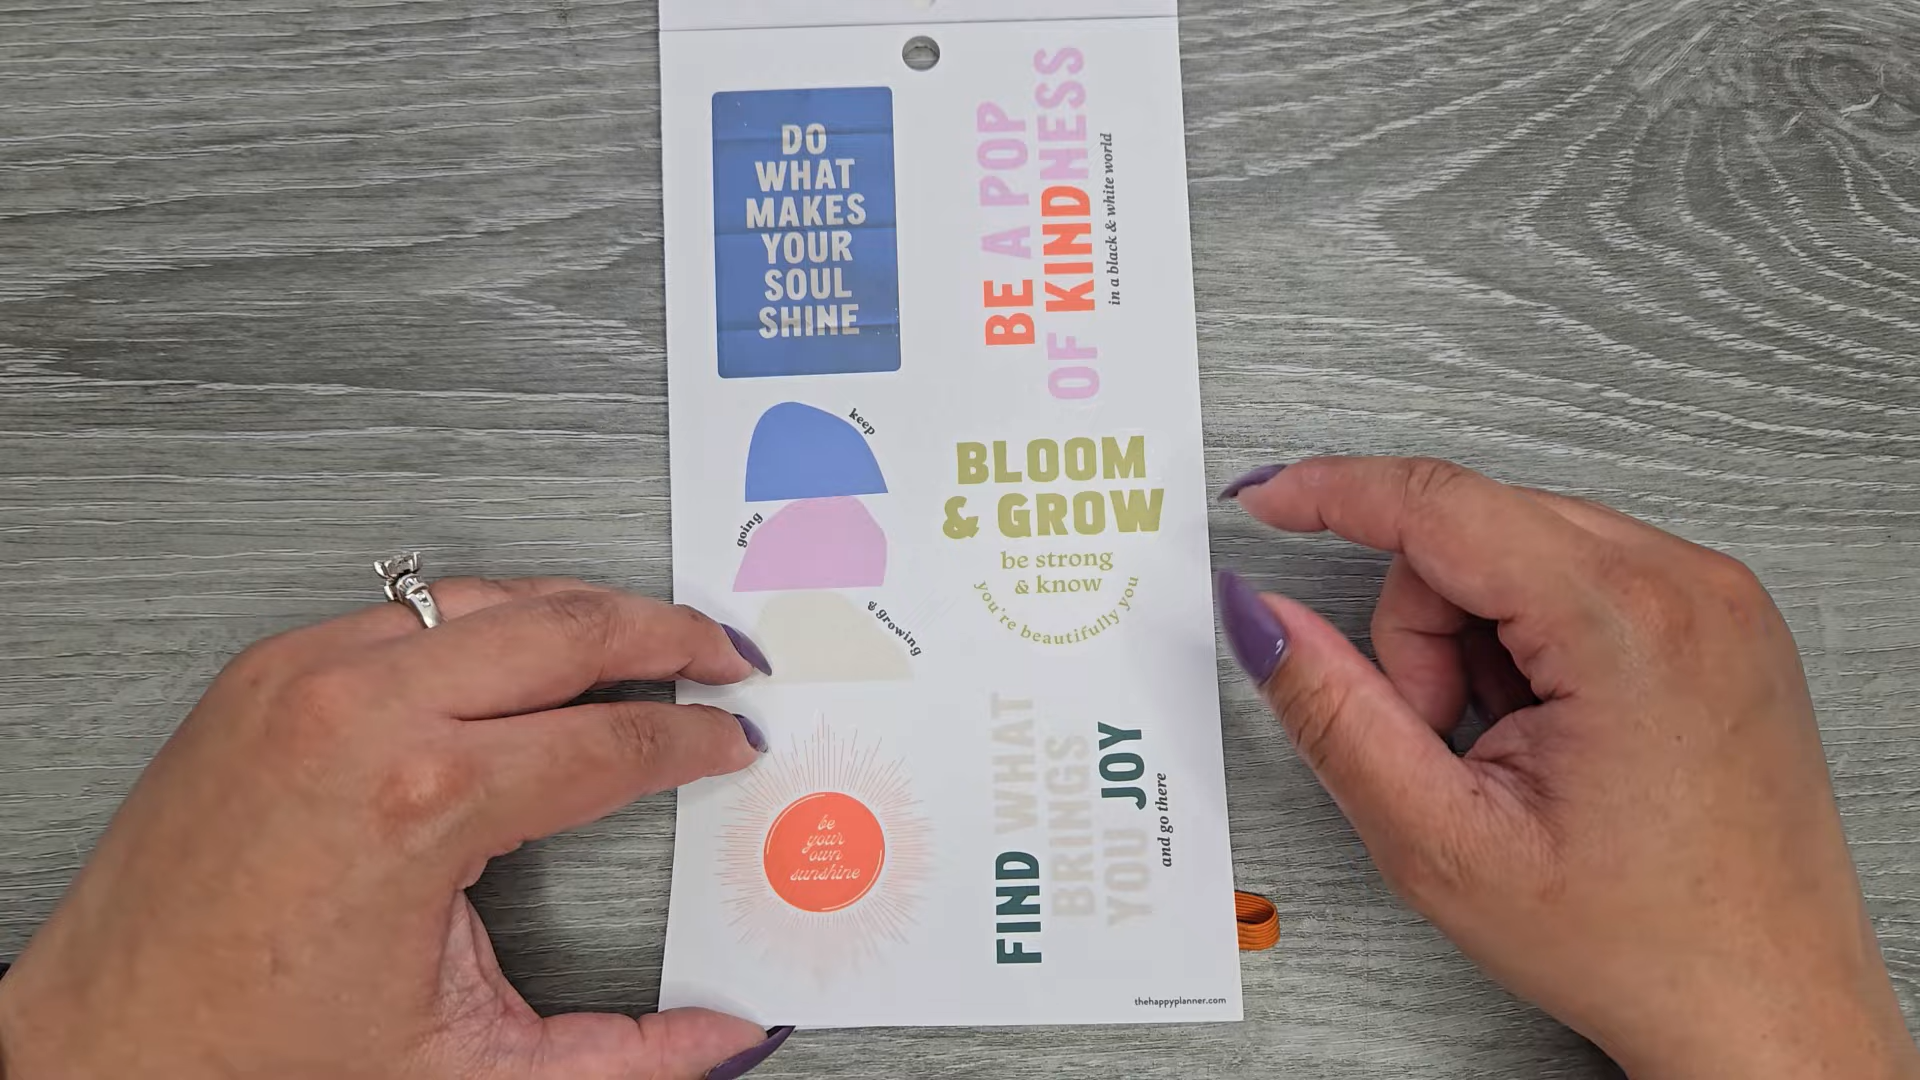 DO
WHAT
MAKES
YOUR
SOUL
SHINE
BE A POP
OF KINDNESS
in a black & white world
keep
going
& growing
BLOOM
& GROW
be strong
& know
you're beautifully you
be
your
own
sunshine
FIND WHAT
BRINGS
YOU JOY
and go there
thehappyplanner.com